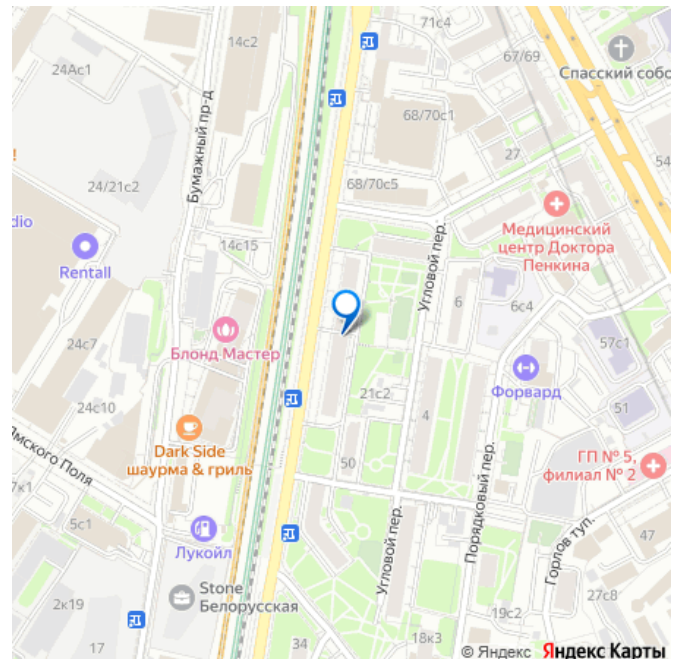 71с4
14с2
67/69
24Ас1
Спасский собо
Бумажный пр-д
68/70с1
54
27
24/21с2
68/70с5
Медицинский
центр Доктора
Пенкина
dio
Rentall
14с15
Угловой пер.
6
6с4
24с7
Блонд Мастер
57с1
Форвард
21с2
24с10
4
51
Dark Side
шаурма & гриль
ГП № 5,
филиал № 2
Ямского Поля
50
Порядковый пер.
7к1
5с1
Лукойл
Угловой пер.
Горлов туп.
47
Stone
Белорусская
2к19
27с8
19с2
18к3
34
17
© Яндекс Яндекс Карты